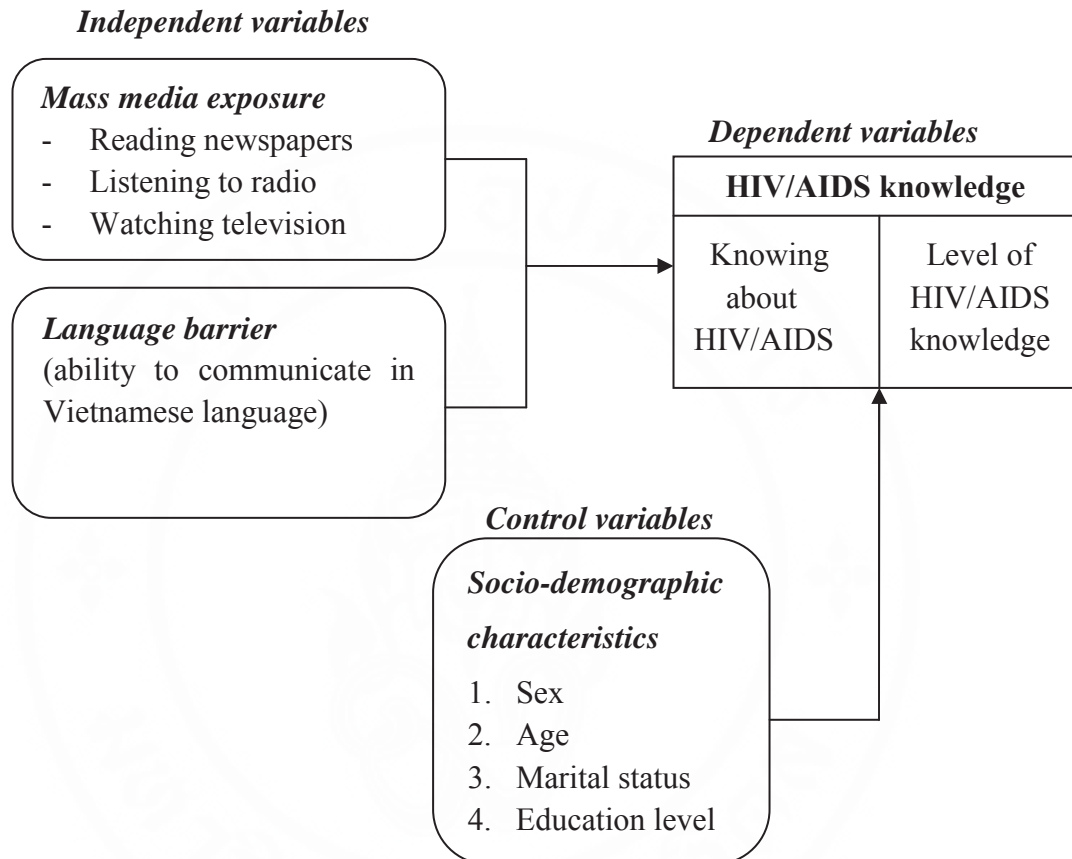 Independent variables
Mass media exposure
- Reading newspapers
- Listening to radio
- Watching television
Language barrier
(ability to communicate in
Vietnamese language)
Dependent variables
HIV/AIDS knowledge
Knowing
about
HIV/AIDS
Level of
HIV/AIDS
knowledge
Control variables
Socio-demographic
characteristics
1. Sex
2. Age
3. Marital status
4. Education level